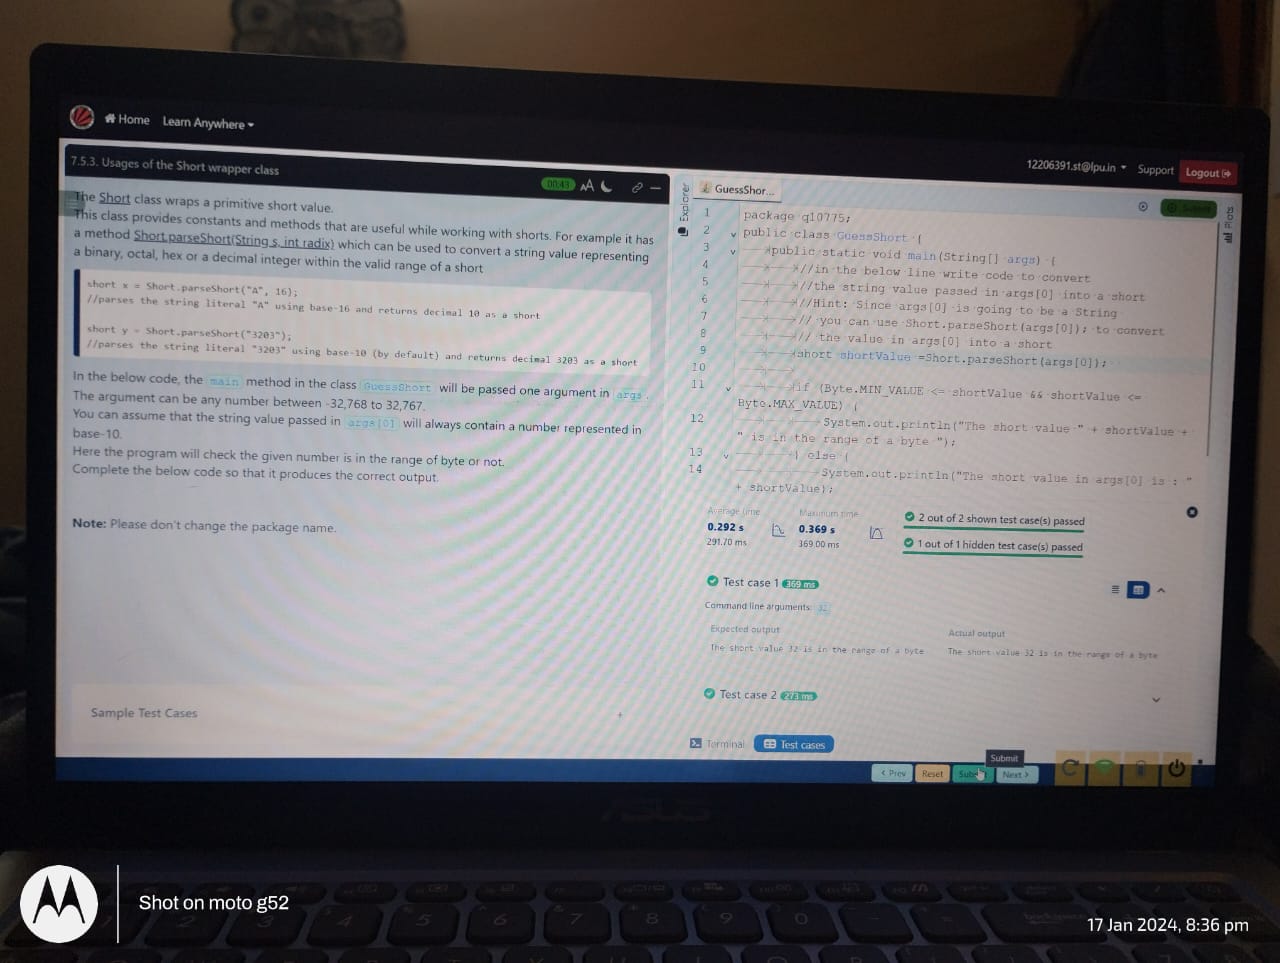 Home Learn Anywhere
12206391.st@lpu.in Support Logout
7.5.3. Usages of the Short wrapper class
00:43
The Short class wraps a primitive short value.
This class provides constants and methods that are useful while working with shorts. For example it has
a method Short.parseShort(String s, int radix) which can be used to convert a string value representing
a binary, octal, hex or a decimal integer within the valid range of a short
short x = Short.parseShort("A", 16);
//parses the string literal "A" using base-16 and returns decimal 10 as a short
short y = Short.parseShort("3203");
//parses the string literal "3203" using base-10 (by default) and returns decimal 3203 as a short
In the below code, the main method in the class GuessShort will be passed one argument in args.
The argument can be any number between -32,768 to 32,767.
You can assume that the string value passed in args[0] will always contain a number represented in
base-10.
Here the program will check the given number is in the range of byte or not.
Complete the below code so that it produces the correct output.
Note: Please don't change the package name.
Sample Test Cases
+
Explorer
GuessShor...
Submit
1 package q10775;
2 public class GuessShort {
3 public static void main(String[] args) {
4 //in the below line write code to convert
5 //the string value passed in args[0] into a short
6 //Hint: Since args[0] is going to be a String
7 // you can use Short.parseShort(args[0]); to convert
8 // the value in args[0] into a short
9 short shortValue =Short.parseShort(args[0]);
10
11 if (Byte.MIN_VALUE <= shortValue && shortValue <=
Byte.MAX_VALUE) {
12 System.out.println("The short value " + shortValue +
" is in the range of a byte ");
13 } else {
14 System.out.println("The short value in args[0] is : "
+ shortValue);
Average time
0.292 s
291.70 ms
Maximum time
0.369 s
369.00 ms
2 out of 2 shown test case(s) passed
1 out of 1 hidden test case(s) passed
Test case 1 369 ms
Command line arguments: 32
Expected output
The short value 32 is in the range of a byte
Actual output
The short value 32 is in the range of a byte
Test case 2 273 ms
Terminal Test cases
Submit
< Prev Reset Submit Next >
ASUS
Shot on moto g52
17 Jan 2024, 8:36 pm